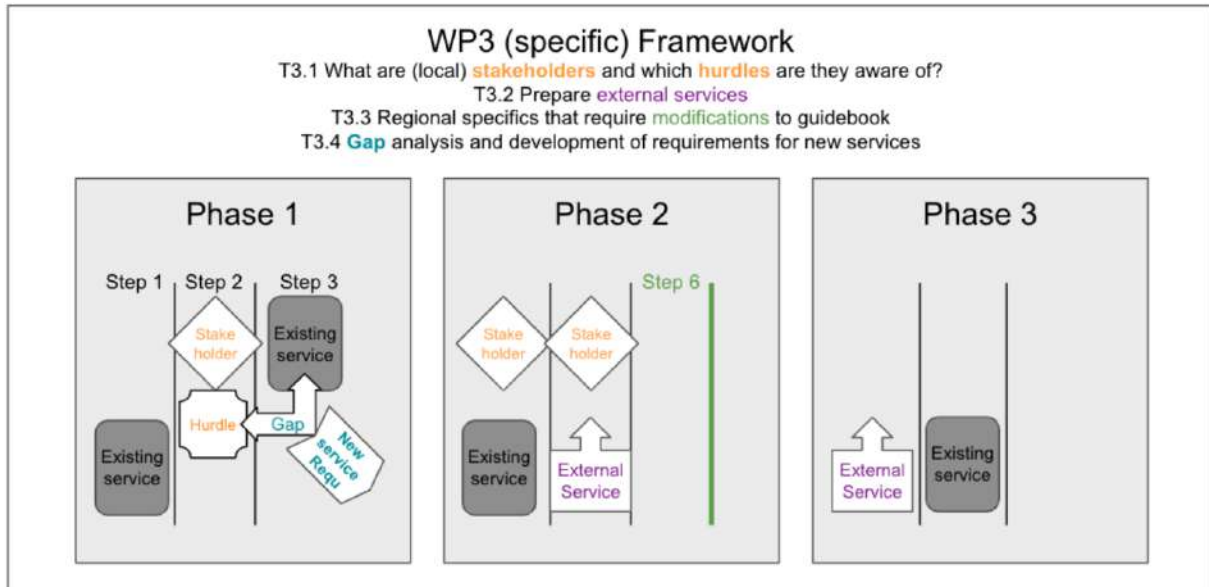 WP3 (specific) Framework
T3.1 What are (local) stakeholders and which hurdles are they aware of?
T3.2 Prepare external services
T3.3 Regional specifics that require modifications to guidebook
T3.4 Gap analysis and development of requirements for new services
Phase 1
Step 1
Step 2
Step 3
Stake
holder
Existing
service
Hurdle
Gap
Existing
service
New
service
Requ
Phase 2
Step 6
Stake
holder
Stake
holder
Existing
service
External
Service
Phase 3
External
Service
Existing
service